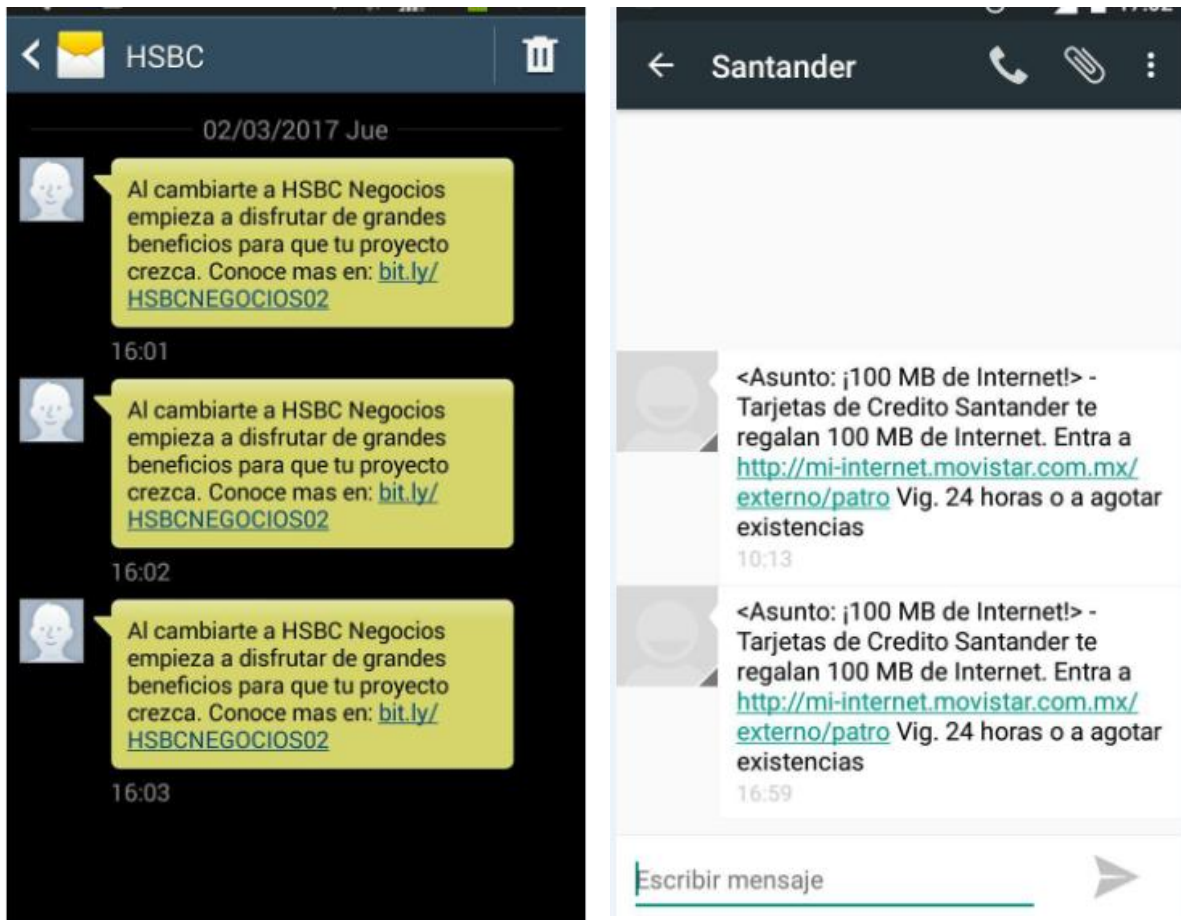 HSBC
02/03/2017 Jue
Al cambiarte a HSBC Negocios
empieza a disfrutar de grandes
beneficios para que tu proyecto
crezca. Conoce mas en: bit.ly/
HSBCNEGOCIOS02
16:01
Al cambiarte a HSBC Negocios
empieza a disfrutar de grandes
beneficios para que tu proyecto
crezca. Conoce mas en: bit.ly/
HSBCNEGOCIOS02
16:02
Al cambiarte a HSBC Negocios
empieza a disfrutar de grandes
beneficios para que tu proyecto
crezca. Conoce mas en: bit.ly/
HSBCNEGOCIOS02
16:03
Santander
<Asunto: ¡100 MB de Internet!> -
Tarjetas de Credito Santander te
regalan 100 MB de Internet. Entra a
http://mi-internet.movistar.com.mx/
externo/patro Vig. 24 horas o a agotar
existencias
10:13
<Asunto: ¡100 MB de Internet!> -
Tarjetas de Credito Santander te
regalan 100 MB de Internet. Entra a
http://mi-internet.movistar.com.mx/
externo/patro Vig. 24 horas o a agotar
existencias
16:59
Escribir mensaje